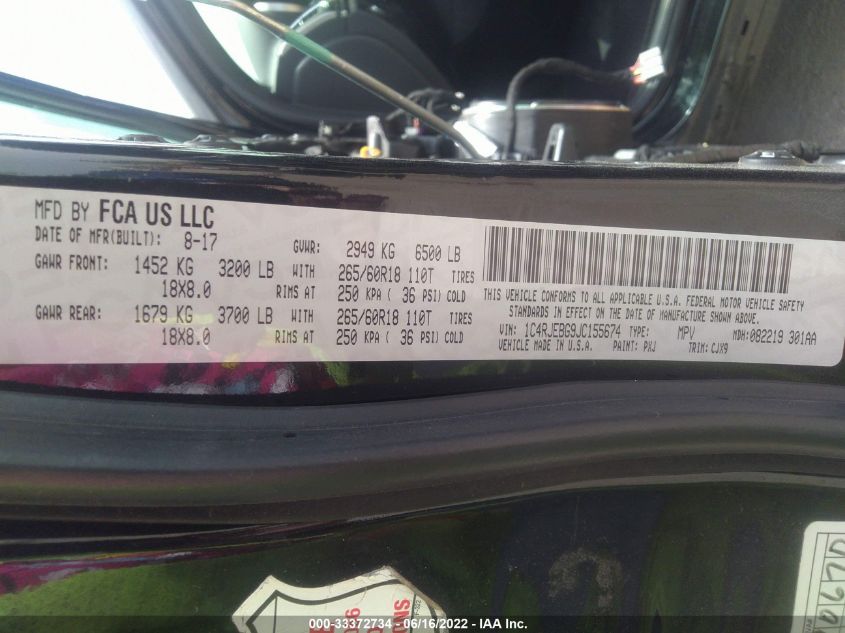 MFD BY FCA US LLC
DATE OF MFR(BUILT): 8-17 GVWR: 2949 KG 6500 LB
GAWR FRONT: 1452 KG 3200 LB WITH 265/60R18 110T TIRES
18X8.0 RIMS AT 250 KPA ( 36 PSI) COLD
GAWR REAR: 1679 KG 3700 LB WITH 265/60R18 110T TIRES
18X8.0 RIMS AT 250 KPA ( 36 PSI) COLD
THIS VEHICLE CONFORMS TO ALL APPLICABLE U.S.A. FEDERAL MOTOR VEHICLE SAFETY
STANDARDS IN EFFECT ON THE DATE OF MANUFACTURE SHOWN ABOVE.
VIN: 1C4RJEBG9JC155674 TYPE: MPV MDH: 082219 301AA
VEHICLE MADE IN U.S.A. PAINT: PXJ TRIM: CJX9
000-33372734 - 06/16/2022 - IAA Inc.